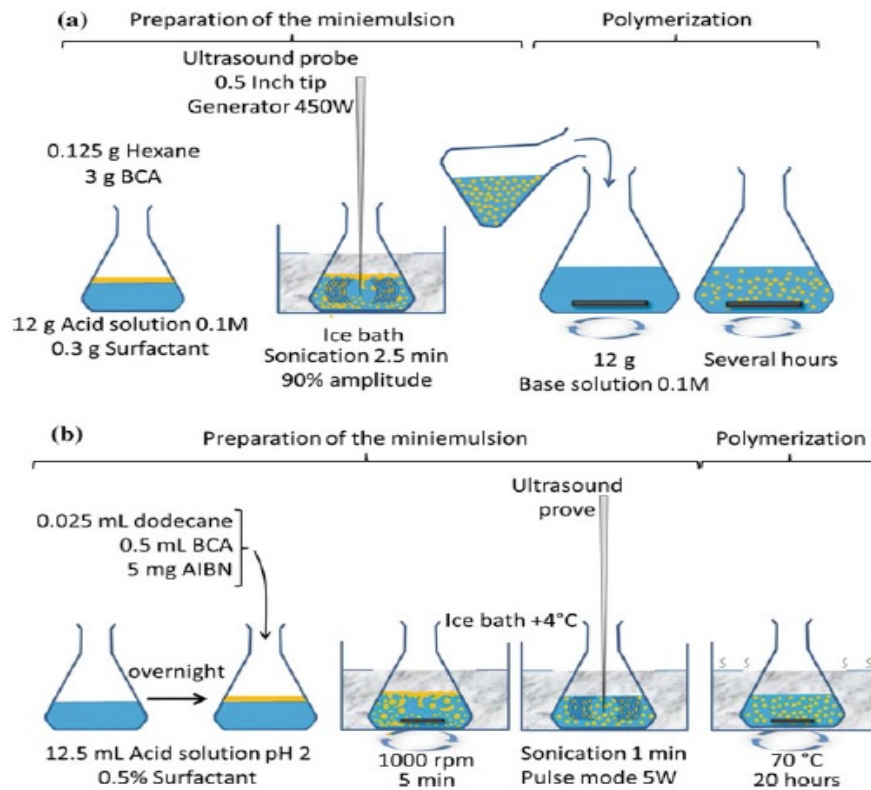 (a)
Preparation of the miniemulsion
Polymerization
Ultrasound probe
0.5 Inch tip
Generator 450W
0.125 g Hexane
3 g BCA
12 g Acid solution 0.1M
0.3 g Surfactant
Ice bath
Sonication 2.5 min
90% amplitude
12 g
Base solution 0.1M
Several hours
(b)
Preparation of the miniemulsion
Polymerization
Ultrasound
prove
0.025 mL dodecane
0.5 mL BCA
5 mg AIBN
Ice bath +4°C
overnight
12.5 mL Acid solution pH 2
0.5% Surfactant
1000 rpm
5 min
Sonication 1 min
Pulse mode 5W
70 °C
20 hours